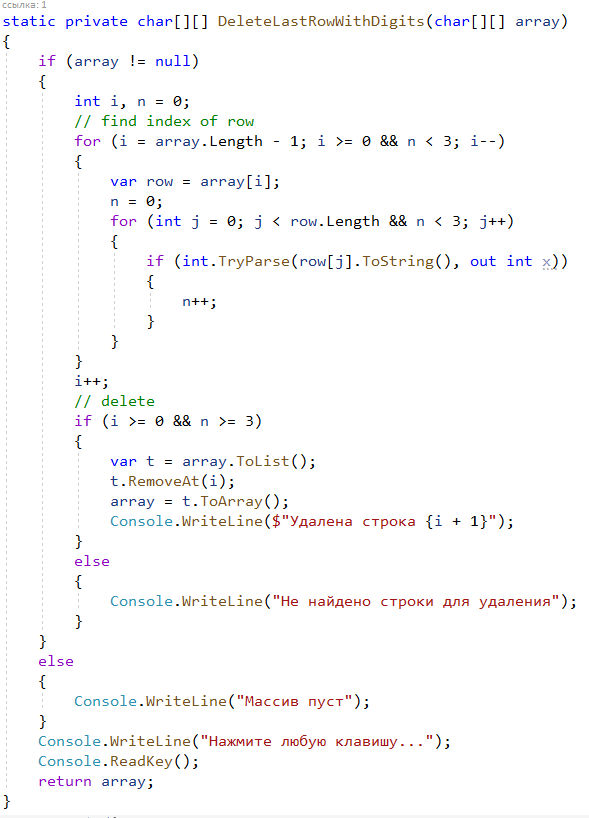 ссылка: 1
static private char[][] DeleteLastRowWithDigits(char[][] array)
{
    if (array != null)
    {
        int i, n = 0;
        // find index of row
        for (i = array.Length - 1; i >= 0 && n < 3; i--)
        {
            var row = array[i];
            n = 0;
            for (int j = 0; j < row.Length && n < 3; j++)
            {
                if (int.TryParse(row[j].ToString(), out int x))
                {
                    n++;
                }
            }
        }
        i++;
        // delete
        if (i >= 0 && n >= 3)
        {
            var t = array.ToList();
            t.RemoveAt(i);
            array = t.ToArray();
            Console.WriteLine($"Удалена строка {i + 1}");
        }
        else
        {
            Console.WriteLine("Не найдено строки для удаления");
        }
    }
    else
    {
        Console.WriteLine("Массив пуст");
    }
    Console.WriteLine("Нажмите любую клавишу...");
    Console.ReadKey();
    return array;
}